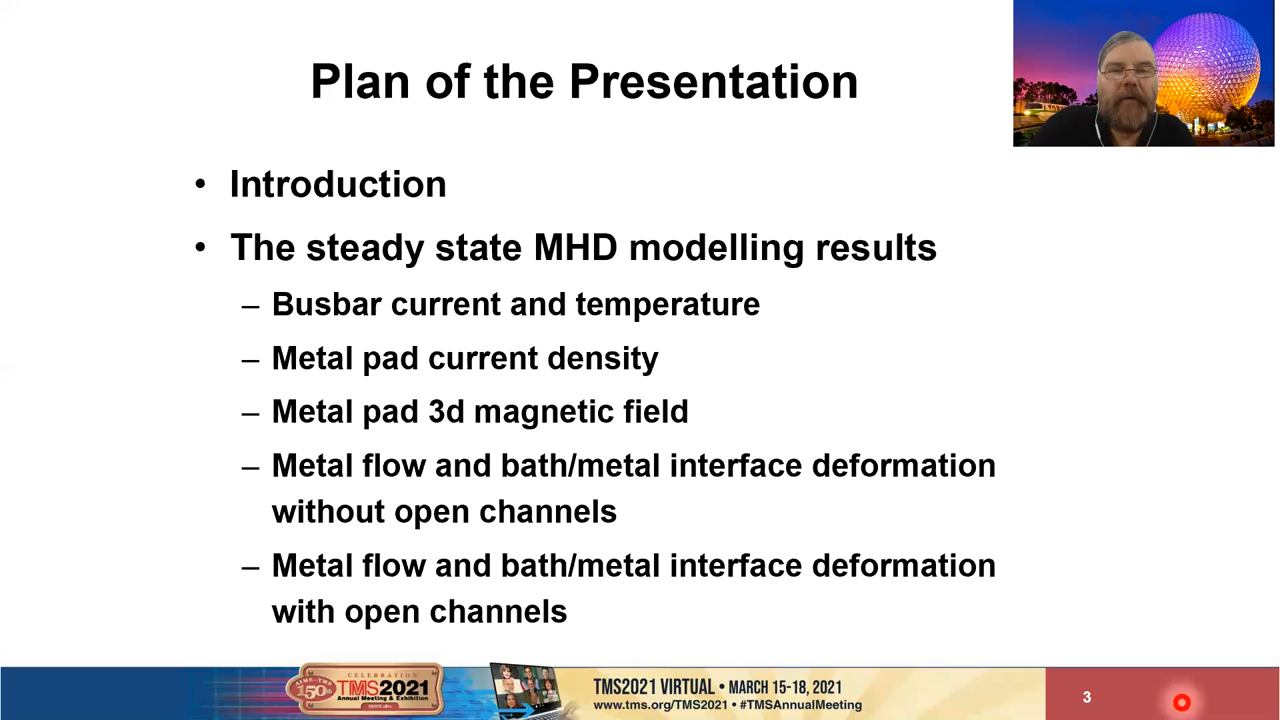 Plan of the Presentation
• Introduction
• The steady state MHD modelling results
– Busbar current and temperature
– Metal pad current density
– Metal pad 3d magnetic field
– Metal flow and bath/metal interface deformation
without open channels
– Metal flow and bath/metal interface deformation
with open channels
CELEBRATION
AIME–TMS
150th
TMS2021
Annual Meeting & Exhibition
TMS2021 VIRTUAL • MARCH 15-18, 2021
www.tms.org/TMS2021 • #TMSAnnualMeeting
3